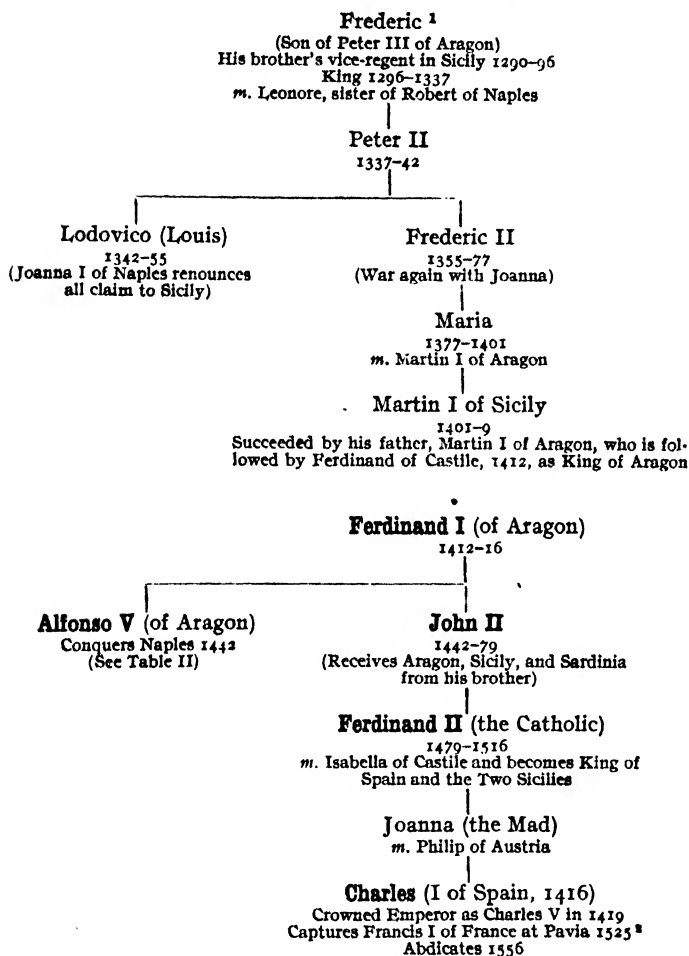 Frederic ¹
(Son of Peter III of Aragon)
His brother's vice-regent in Sicily 1290–96
King 1296–1337
m. Leonore, sister of Robert of Naples
Peter II
1337–42
Lodovico (Louis)
1342–55
(Joanna I of Naples renounces
all claim to Sicily)
Frederic II
1355–77
(War again with Joanna)
Maria
1377–1401
m. Martin I of Aragon
Martin I of Sicily
1401–9
Succeeded by his father, Martin I of Aragon, who is fol-
lowed by Ferdinand of Castile, 1412, as King of Aragon
Ferdinand I (of Aragon)
1412–16
Alfonso V (of Aragon)
Conquers Naples 1442
(See Table II)
John II
1442–79
(Receives Aragon, Sicily, and Sardinia
from his brother)
Ferdinand II (the Catholic)
1479–1516
m. Isabella of Castile and becomes King of
Spain and the Two Sicilies
Joanna (the Mad)
m. Philip of Austria
Charles (I of Spain, 1416)
Crowned Emperor as Charles V in 1419
Captures Francis I of France at Pavia 1525 ²
Abdicates 1556